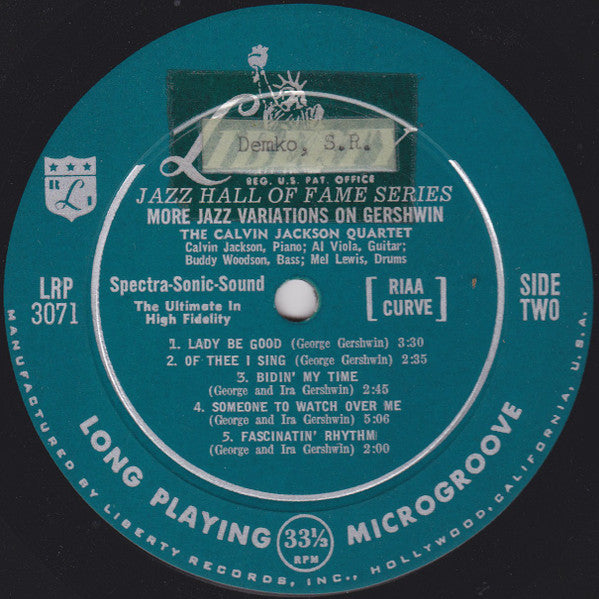 L
Demko, S.R.
REG. U.S. PAT. OFFICE
"L"
JAZZ HALL OF FAME SERIES
MORE JAZZ VARIATIONS ON GERSHWIN
THE CALVIN JACKSON QUARTET
Calvin Jackson, Piano; Al Viola, Guitar;
Buddy Woodson, Bass; Mel Lewis, Drums
LRP
3071
Spectra-Sonic-Sound
The Ultimate In
High Fidelity
[ RIAA
CURVE ]
SIDE
TWO
1. LADY BE GOOD (George Gershwin) 3:30
2. OF THEE I SING (George Gershwin) 2:35
3. BIDIN' MY TIME
(George and Ira Gershwin) 2:45
4. SOMEONE TO WATCH OVER ME
(George and Ira Gershwin) 5:06
5. FASCINATIN' RHYTHM
(George and Ira Gershwin) 2:00
LONG PLAYING 33⅓ RPM MICROGROOVE
MANUFACTURED BY LIBERTY RECORDS, INC., HOLLYWOOD, CALIFORNIA, U.S.A.